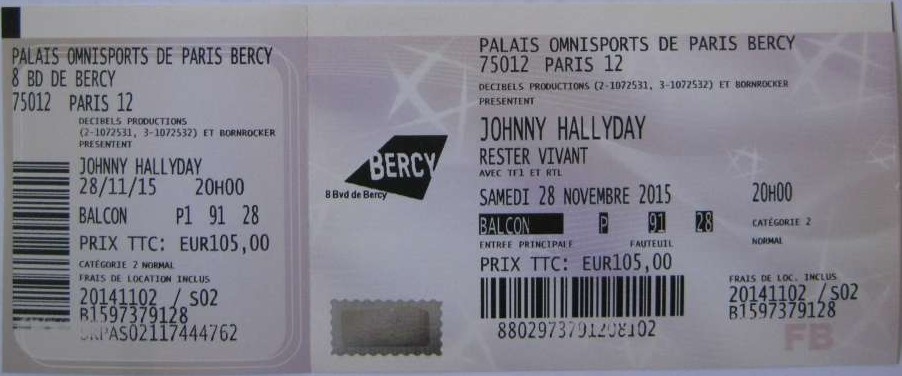 PALAIS OMNISPORTS DE PARIS BERCY
8 BD DE BERCY
75012 PARIS 12
DECIBELS PRODUCTIONS
(2-1072531, 3-1072532) ET BORNROCKER
PRESENTENT
JOHNNY HALLYDAY
28/11/15 20H00
BALCON P1 91 28
PRIX TTC: EUR105,00
CATÉGORIE 2 NORMAL
FRAIS DE LOCATION INCLUS
20141102 / S02
B1597379128
BERCY
8 Bvd de Bercy
PALAIS OMNISPORTS DE PARIS BERCY
75012 PARIS 12
DECIBELS PRODUCTIONS (2-1072531, 3-1072532) ET BORNROCKER
PRESENTENT
JOHNNY HALLYDAY
RESTER VIVANT
AVEC TF1 ET RTL
SAMEDI 28 NOVEMBRE 2015 20H00
BALCON P 91 28 CATÉGORIE 2
ENTREE PRINCIPALE FAUTEUIL NORMAL
PRIX TTC: EUR105,00
FRAIS DE LOC. INCLUS
20141102 / S02
B1597379128
FB